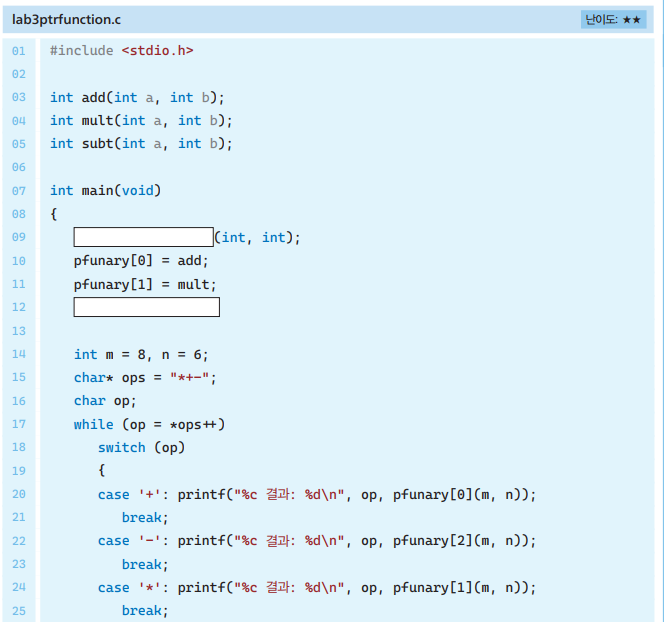 lab3ptrfunction.c 난이도: ★★
01 #include <stdio.h>
02
03 int add(int a, int b);
04 int mult(int a, int b);
05 int subt(int a, int b);
06
07 int main(void)
08 {
09 (int, int);
10 pfunary[0] = add;
11 pfunary[1] = mult;
12
13
14 int m = 8, n = 6;
15 char* ops = "*+-";
16 char op;
17 while (op = *ops++)
18 switch (op)
19 {
20 case '+': printf("%c 결과: %d\n", op, pfunary[0](m, n));
21 break;
22 case '-': printf("%c 결과: %d\n", op, pfunary[2](m, n));
23 break;
24 case '*': printf("%c 결과: %d\n", op, pfunary[1](m, n));
25 break;